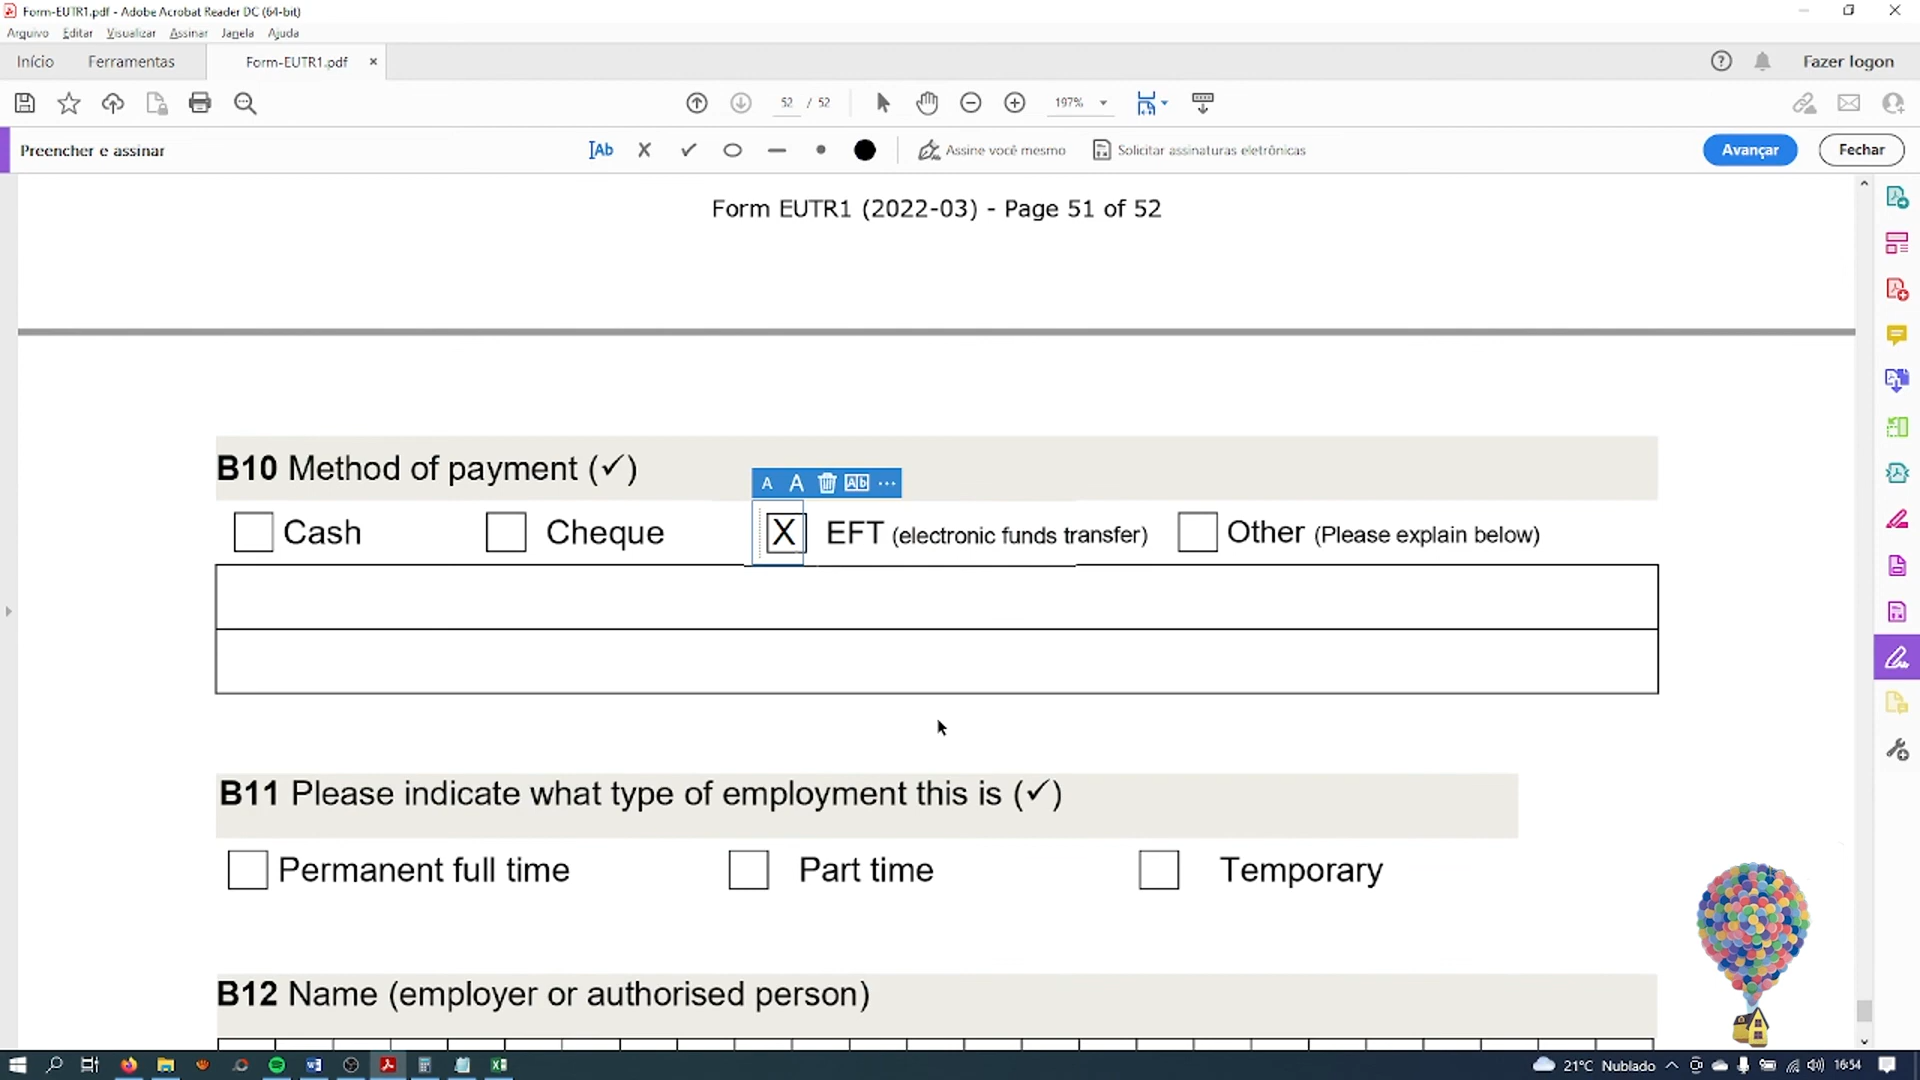 Form-EUTR1.pdf - Adobe Acrobat Reader DC (64-bit)
Arquivo Editar Visualizar Assinar Janela Ajuda
Início Ferramentas Form-EUTR1.pdf × Fazer logon
52 / 52 197%
Preencher e assinar Ab Assine você mesmo Solicitar assinaturas eletrônicas Avançar Fechar
Form EUTR1 (2022-03) - Page 51 of 52
B10 Method of payment (✓)
A A Ab ...
Cash Cheque X EFT (electronic funds transfer) Other (Please explain below)
B11 Please indicate what type of employment this is (✓)
Permanent full time Part time Temporary
B12 Name (employer or authorised person)
21°C Nublado 16:54